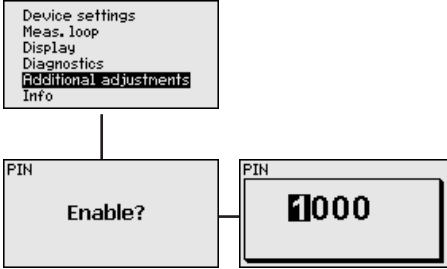 Device settings
Meas. loop
Display
Diagnostics
Additional adjustments
Info
PIN
Enable?
PIN
1000